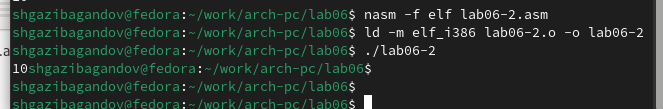 shgazibagandov@fedora:~/work/arch-pc/lab06$ nasm -f elf lab06-2.asm
shgazibagandov@fedora:~/work/arch-pc/lab06$ ld -m elf_i386 lab06-2.o -o lab06-2
shgazibagandov@fedora:~/work/arch-pc/lab06$ ./lab06-2
10shgazibagandov@fedora:~/work/arch-pc/lab06$
shgazibagandov@fedora:~/work/arch-pc/lab06$
shgazibagandov@fedora:~/work/arch-pc/lab06$